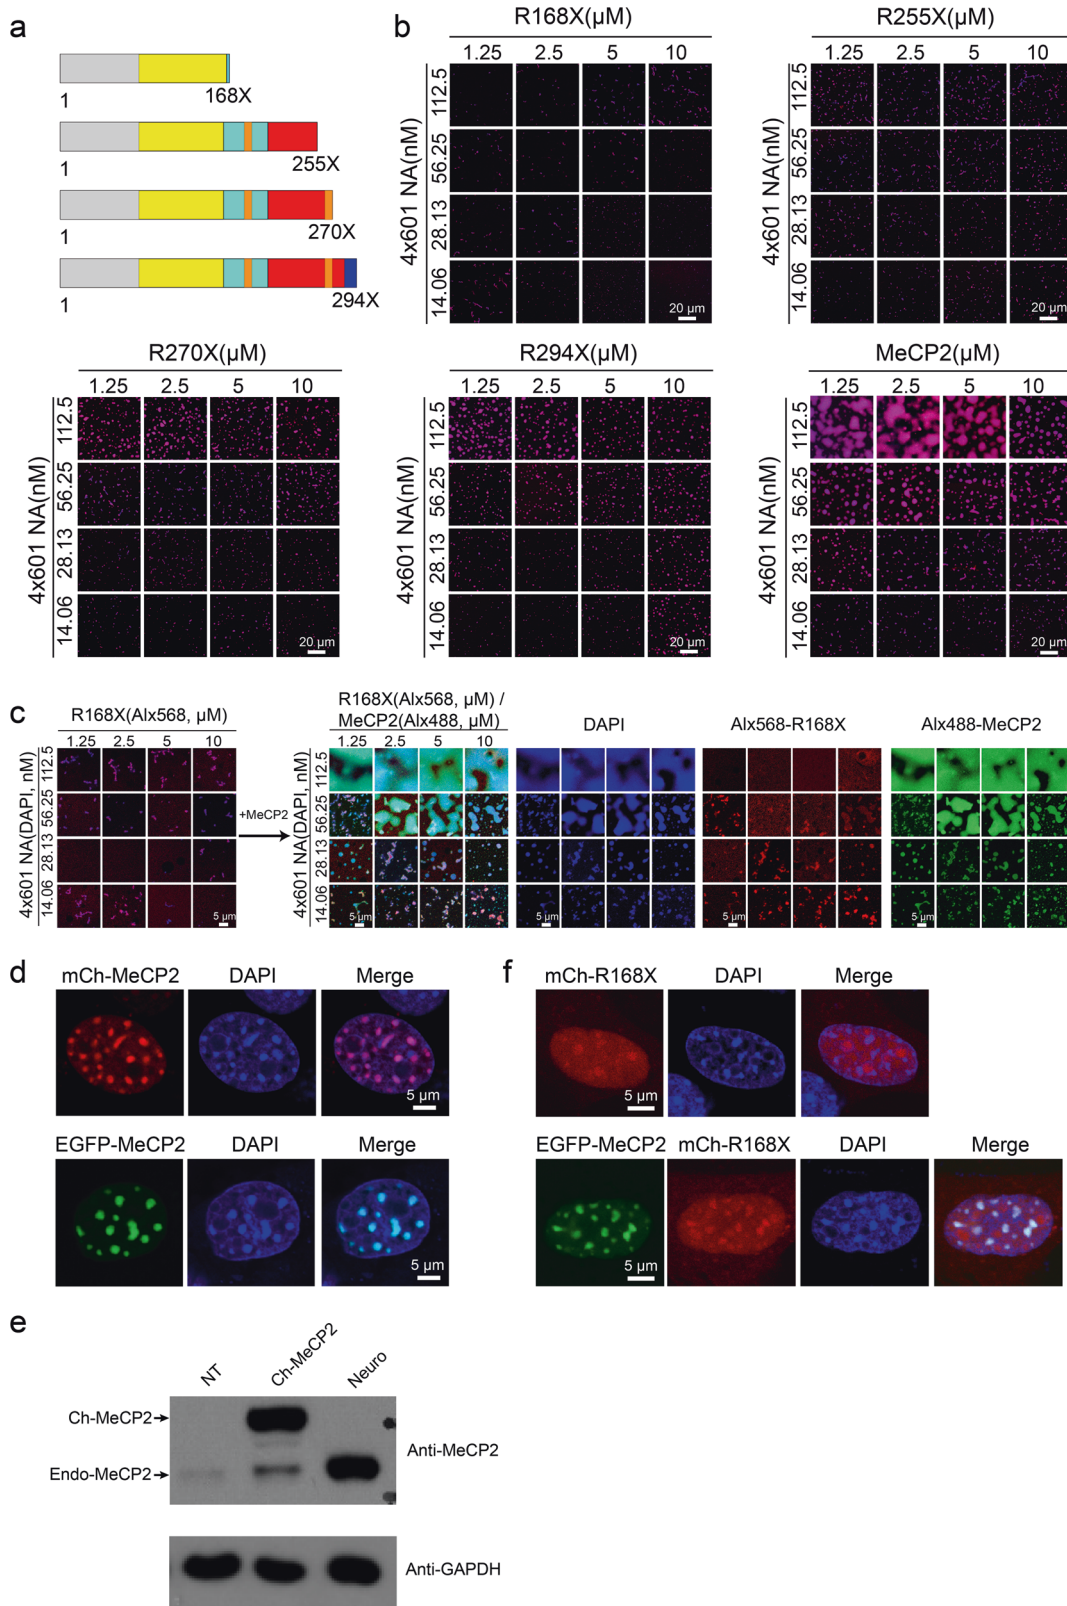 a
1
168X
1
255X
1
270X
1
294X
b
R168X(µM)
1.25 2.5 5 10
4x601 NA(nM)
112.5
56.25
28.13
14.06
20 µm
R255X(µM)
1.25 2.5 5 10
4x601 NA(nM)
112.5
56.25
28.13
14.06
20 µm
R270X(µM)
1.25 2.5 5 10
4x601 NA(nM)
112.5
56.25
28.13
14.06
20 µm
R294X(µM)
1.25 2.5 5 10
4x601 NA(nM)
112.5
56.25
28.13
14.06
20 µm
MeCP2(µM)
1.25 2.5 5 10
4x601 NA(nM)
112.5
56.25
28.13
14.06
20 µm
c
R168X(Alx568, µM)
1.25 2.5 5 10
4x601 NA(DAPI, nM)
112.5
56.25
28.13
14.06
5 µm
+MeCP2
R168X(Alx568, µM) /
MeCP2(Alx488, µM)
1.25 2.5 5 10
4x601 NA(DAPI, nM)
112.5
56.25
28.13
14.06
5 µm
DAPI
5 µm
Alx568-R168X
5 µm
Alx488-MeCP2
5 µm
d
mCh-MeCP2 DAPI Merge
5 µm
EGFP-MeCP2 DAPI Merge
5 µm
f
mCh-R168X DAPI Merge
5 µm
EGFP-MeCP2 mCh-R168X DAPI Merge
5 µm
e
NT Ch-MeCP2 Neuro
Ch-MeCP2
Endo-MeCP2
Anti-MeCP2
Anti-GAPDH